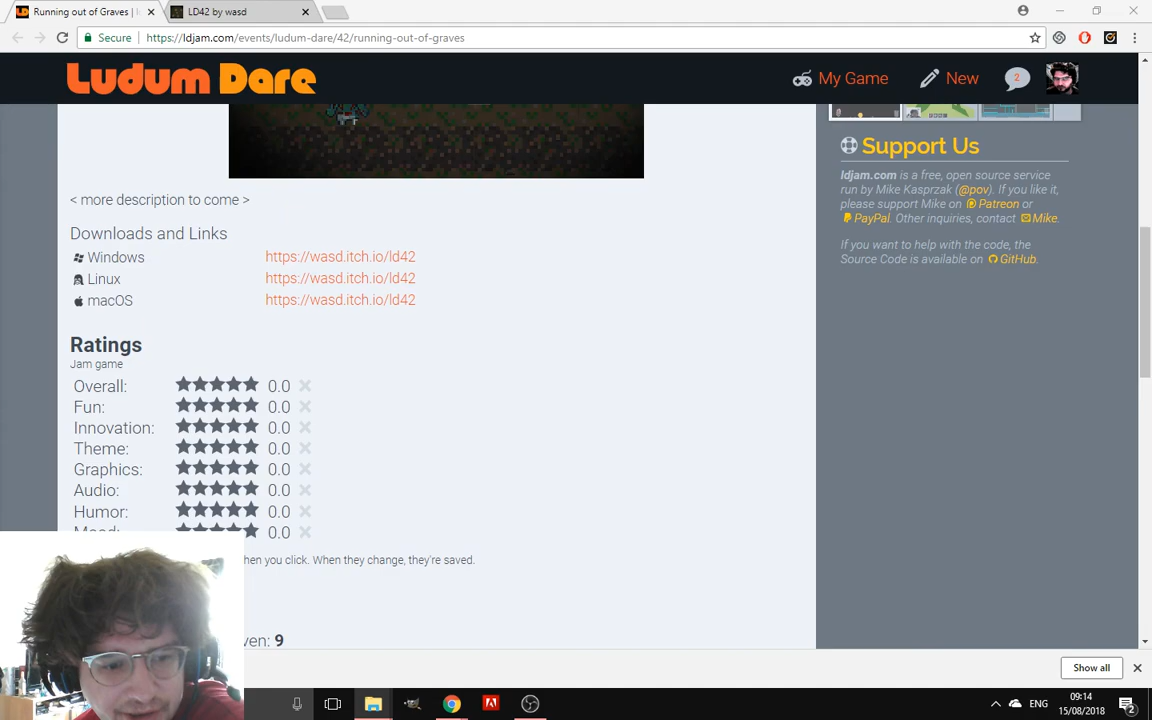 Running out of Graves |
LD42 by wasd
Secure
https://ldjam.com/events/ludum-dare/42/running-out-of-graves
Ludum Dare
My Game
New
2
Support Us
ldjam.com is a free, open source service
run by Mike Kasprzak (@pov). If you like it,
please support Mike on Patreon or
PayPal. Other inquiries, contact Mike.
If you want to help with the code, the
Source Code is available on GitHub.
< more description to come >
Downloads and Links
Windows https://wasd.itch.io/ld42
Linux https://wasd.itch.io/ld42
macOS https://wasd.itch.io/ld42
Ratings
Jam game
Overall: 0.0
Fun: 0.0
Innovation: 0.0
Theme: 0.0
Graphics: 0.0
Audio: 0.0
Humor: 0.0
Mood: 0.0
hen you click. When they change, they're saved.
ven: 9
Show all
ENG
09:14
15/08/2018
2